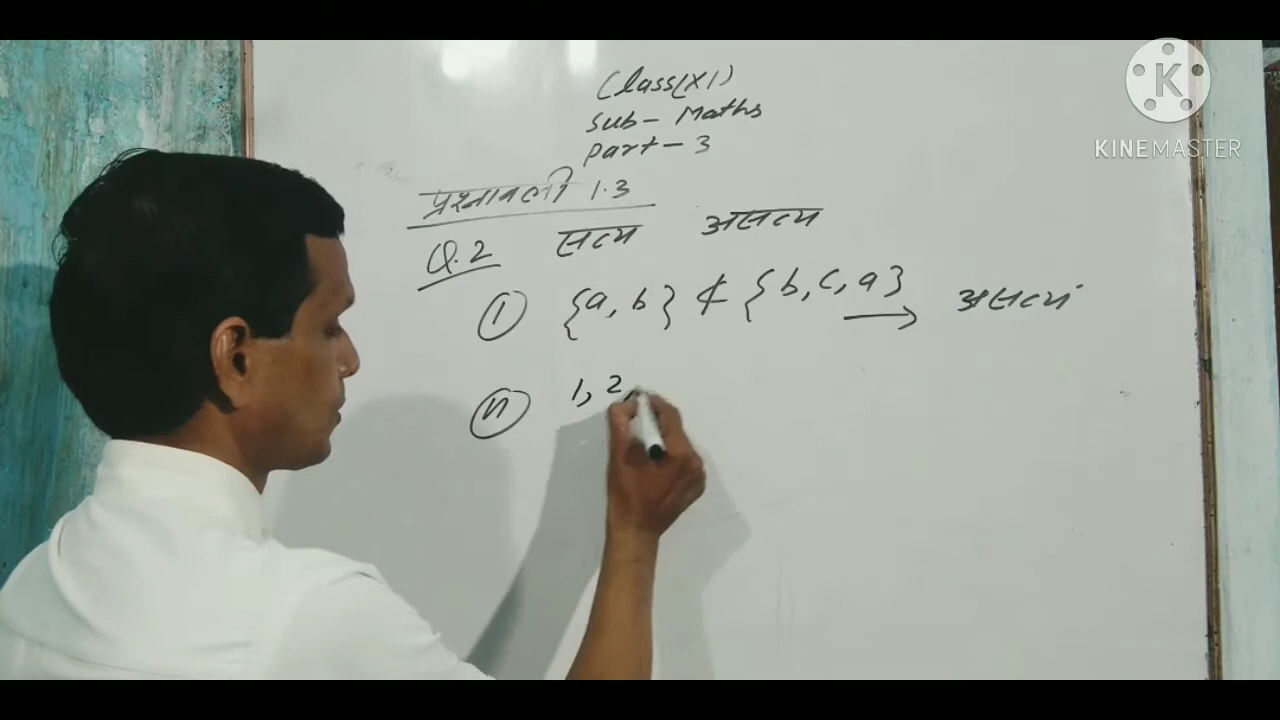 Class(XI)
Sub- Maths
Part-3
प्रश्नावली 1.3
Q.2 सत्य असत्य
(i) {a, b} ⊄ {b, c, a} → असत्य
(ii) 1, 2,
KINEMASTER